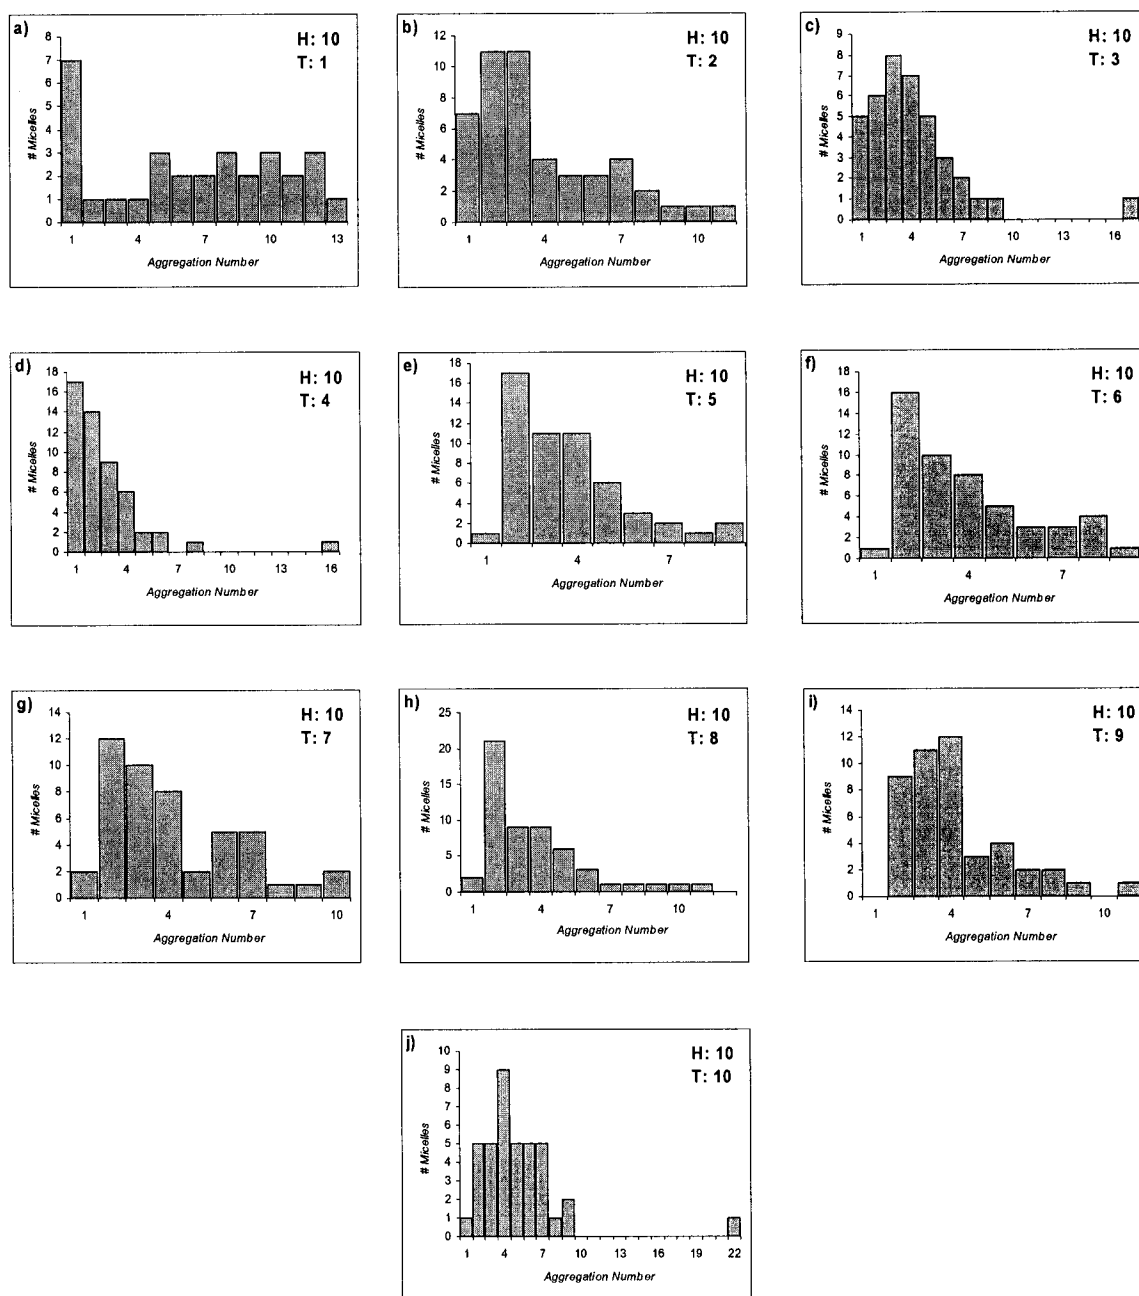 a)
H: 10
T: 1
# Micelles
8
7
6
5
4
3
2
1
0
1 4 7 10 13
Aggregation Number
b)
H: 10
T: 2
# Micelles
12
10
8
6
4
2
0
1 4 7 10
Aggregation Number
c)
H: 10
T: 3
# Micelles
9
8
7
6
5
4
3
2
1
0
1 4 7 10 13 16
Aggregation Number
d)
H: 10
T: 4
# Micelles
18
16
14
12
10
8
6
4
2
0
1 4 7 10 13 16
Aggregation Number
e)
H: 10
T: 5
# Micelles
18
16
14
12
10
8
6
4
2
0
1 4 7
Aggregation Number
f)
H: 10
T: 6
# Micelles
18
16
14
12
10
8
6
4
2
0
1 4 7
Aggregation Number
g)
H: 10
T: 7
# Micelles
14
12
10
8
6
4
2
0
1 4 7 10
Aggregation Number
h)
H: 10
T: 8
# Micelles
25
20
15
10
5
0
1 4 7 10
Aggregation Number
i)
H: 10
T: 9
# Micelles
14
12
10
8
6
4
2
0
1 4 7 10
Aggregation Number
j)
H: 10
T: 10
# Micelles
10
9
8
7
6
5
4
3
2
1
0
1 4 7 10 13 16 19 22
Aggregation Number